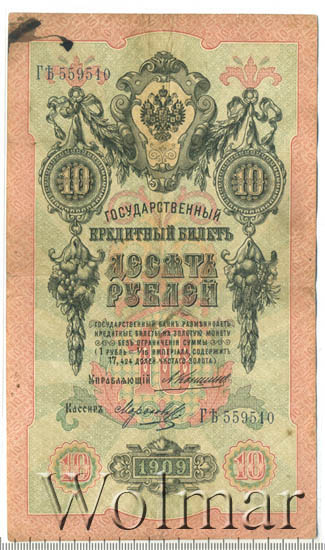 ГѢ 559510
10 10
ГОСУДАРСТВЕННЫЙ
КРЕДИТНЫЙ БИЛЕТЪ
ДЕСЯТЬ
РУБЛЕЙ
ГОСУДАРСТВЕННЫЙ БАНКЪ РАЗМѢНИВАЕТЪ
КРЕДИТНЫЕ БИЛЕТЫ НА ЗОЛОТУЮ МОНЕТУ
БЕЗЪ ОГРАНИЧЕНІЯ СУММЫ
(1 РУБЛЬ = 1/15 ИМПЕРІАЛА, СОДЕРЖИТЪ
17,424 ДОЛЕЙ ЧИСТАГО ЗОЛОТА.)
Управляющій
Кассиръ
ГѢ 559510
10 1909 10
Wolmar